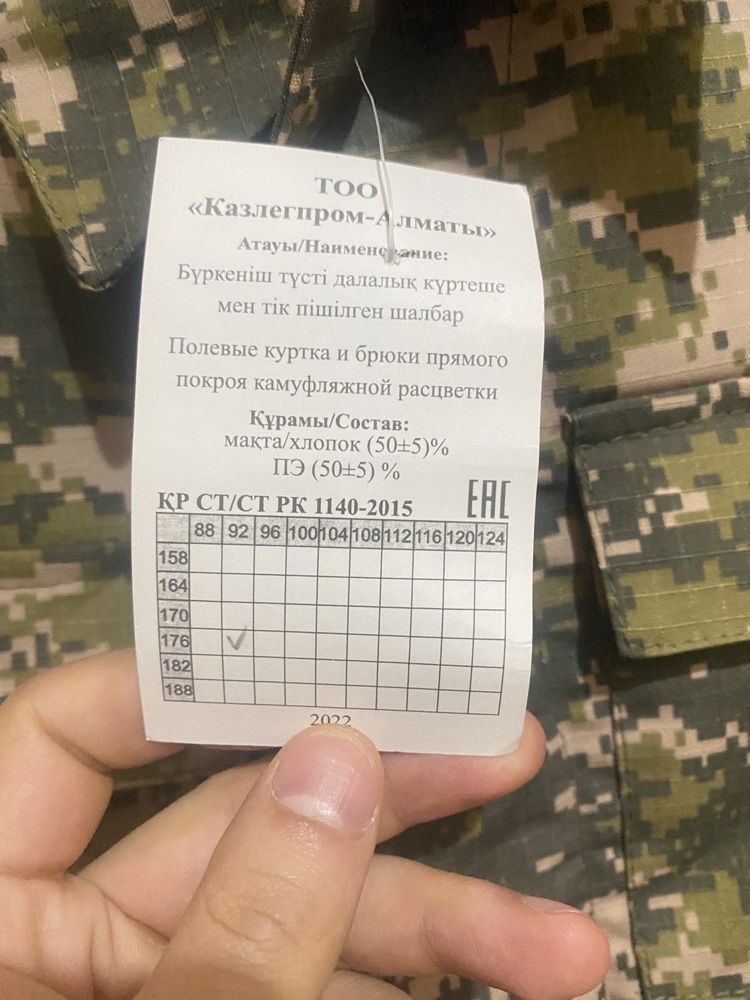 ТОО
«Казлегпром-Алматы»
Атауы/Наименование:
Бүркеніш түсті далалық күртеше
мен тік пішілген шалбар
Полевые куртка и брюки прямого
покроя камуфляжной расцветки
Құрамы/Состав:
мақта/хлопок (50±5)%
ПЭ (50±5) %
ҚР СТ/СТ РК 1140-2015 ЕАС
88 92 96 100 104 108 112 116 120 124
158
164
170
176 ✓
182
188
2022